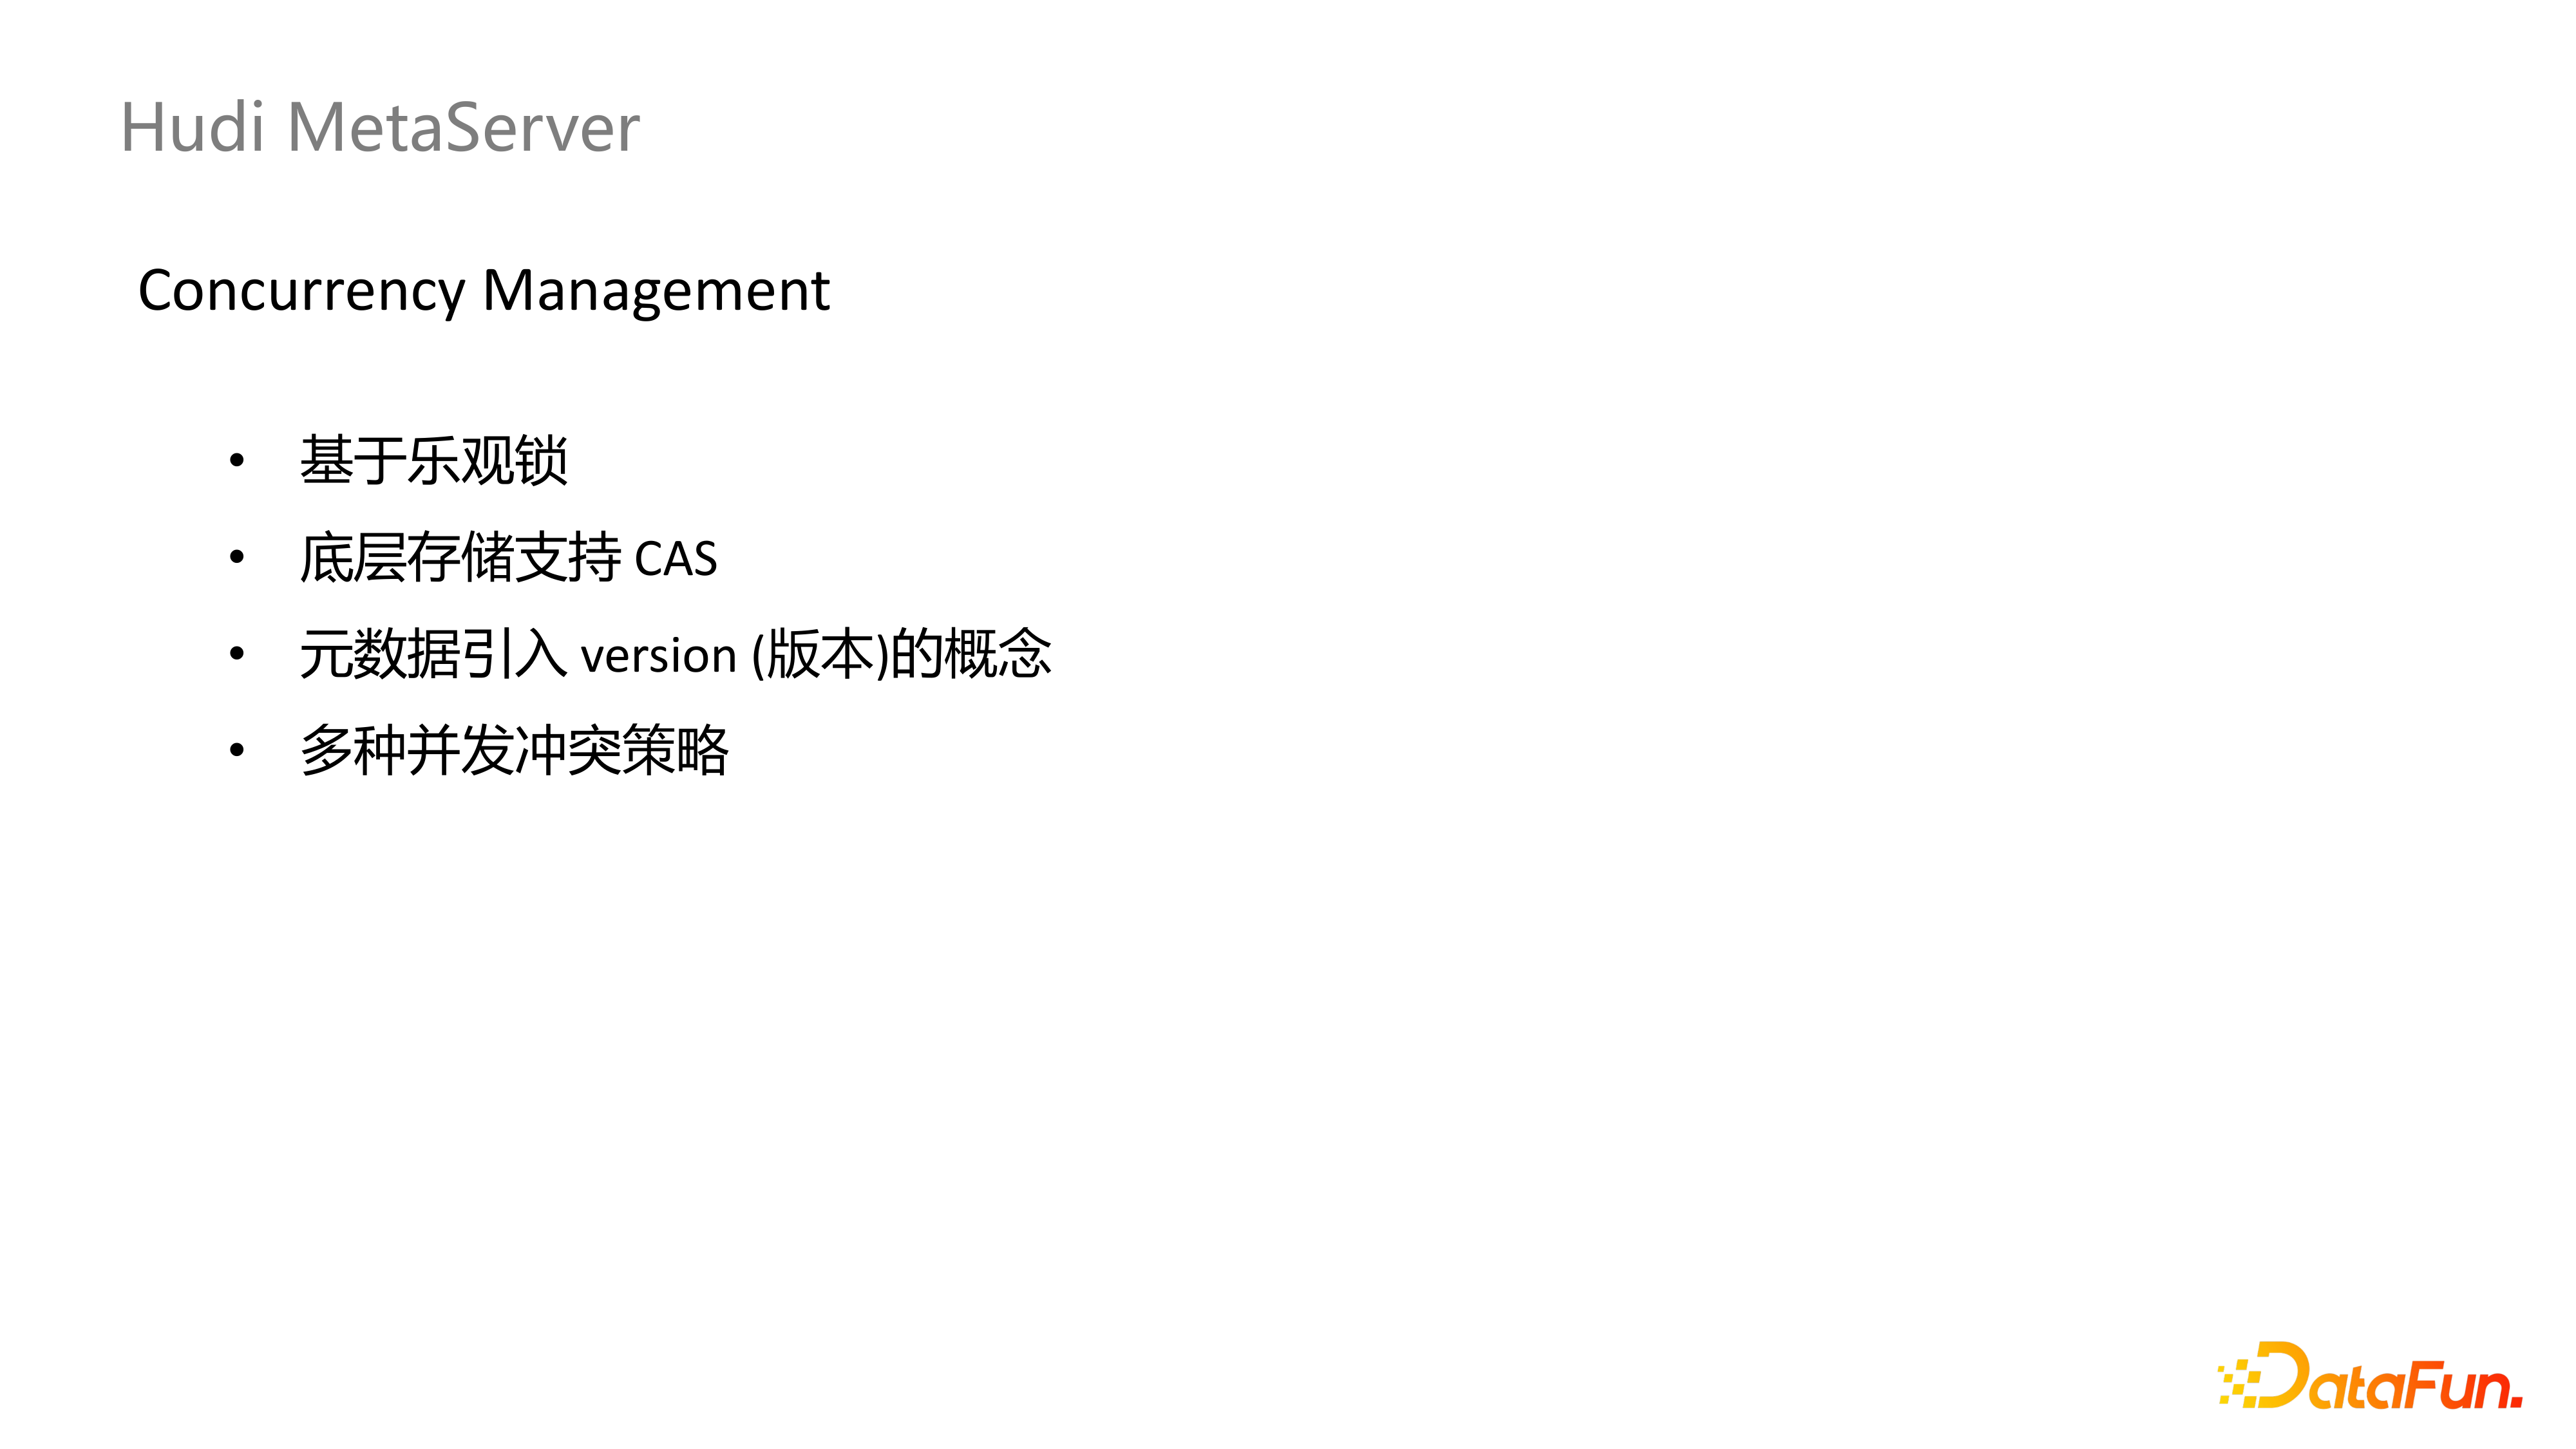 Hudi MetaServer
Concurrency Management
• 基于乐观锁
• 底层存储支持 CAS
• 元数据引入 version (版本)的概念
• 多种并发冲突策略
DataFun.